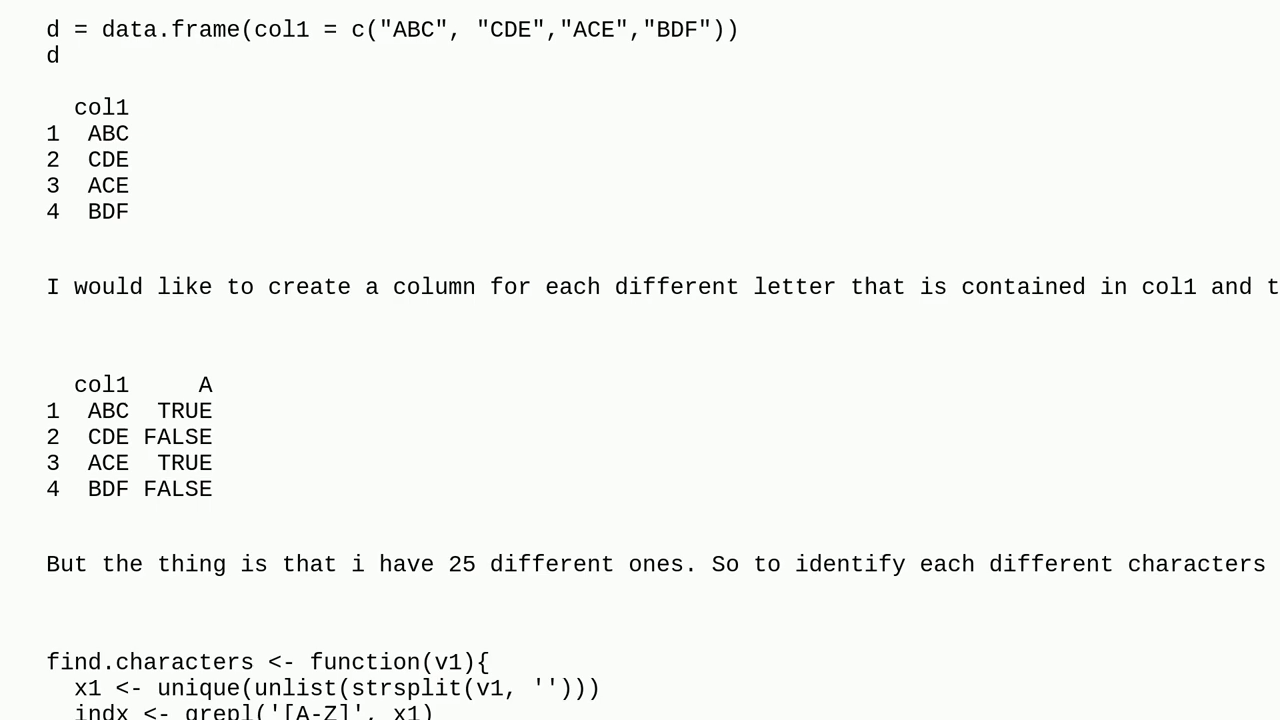 d = data.frame(col1 = c("ABC", "CDE","ACE","BDF"))
d
  col1
1  ABC
2  CDE
3  ACE
4  BDF
I would like to create a column for each different letter that is contained in col1 and t
  col1     A
1  ABC  TRUE
2  CDE FALSE
3  ACE  TRUE
4  BDF FALSE
But the thing is that i have 25 different ones. So to identify each different characters
find.characters <- function(v1){
  x1 <- unique(unlist(strsplit(v1, '')))
  indx <- grepl('[A-Z]', x1)